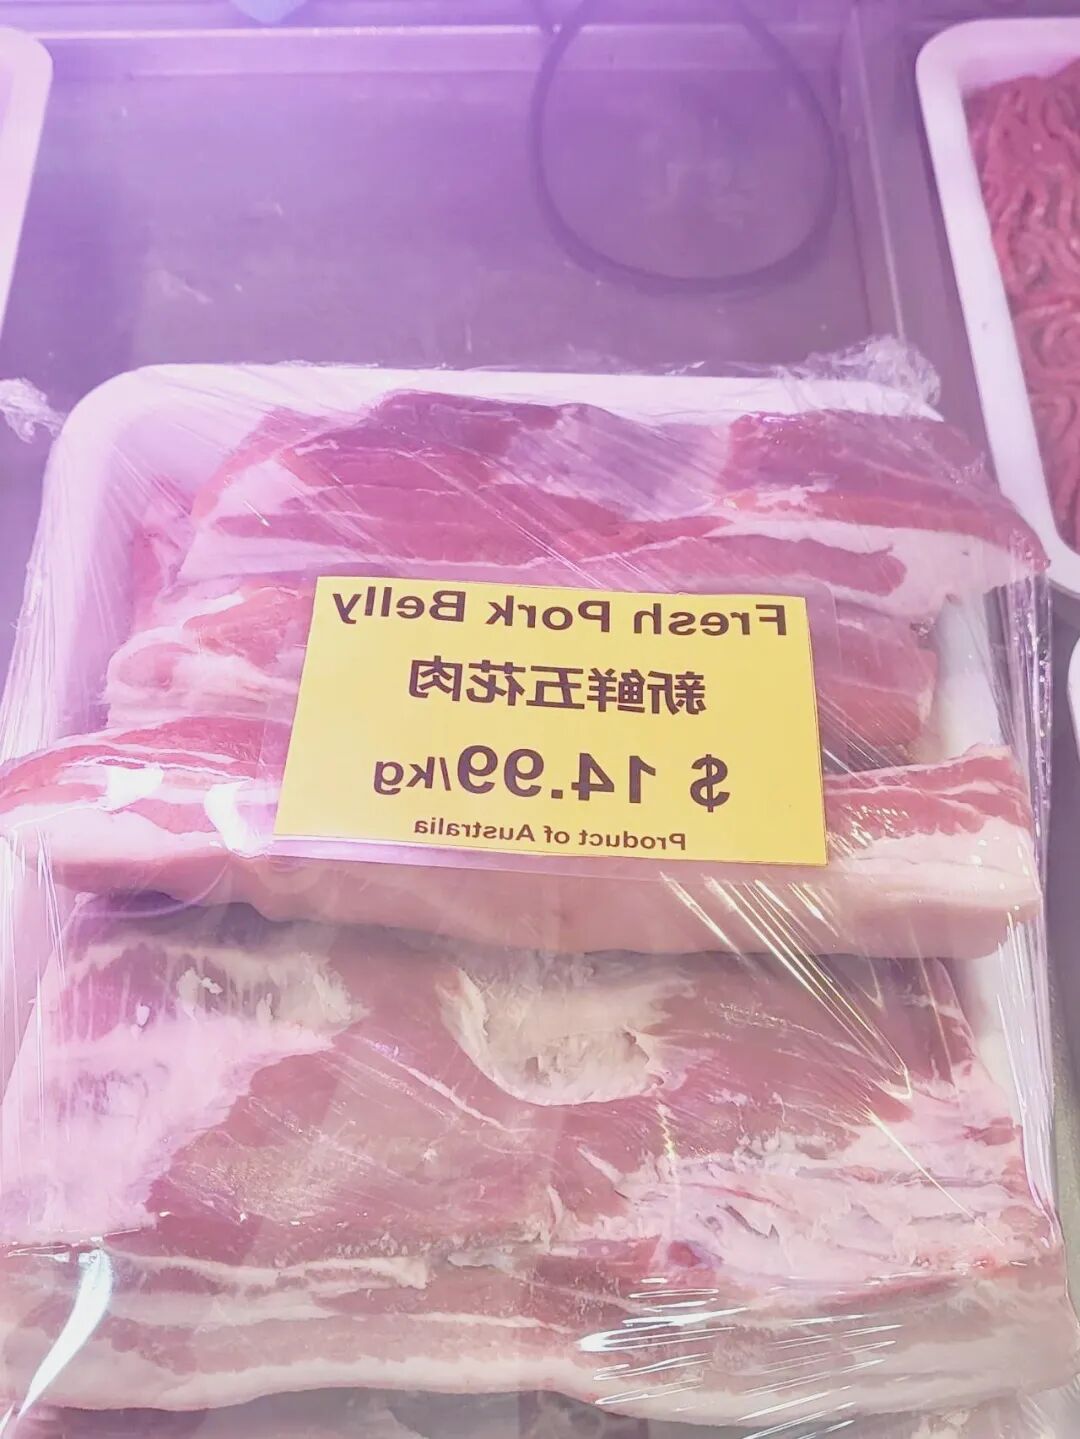 Fresh Pork Belly
新鲜五花肉
$ 14.99/kg
Product of Australia